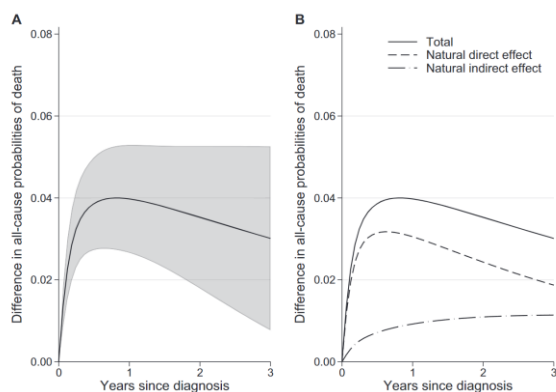 A
Difference in all-cause probabilities of death
0.08
0.06
0.04
0.02
0.00
0
1
2
3
Years since diagnosis
B
Total
Natural direct effect
Natural indirect effect
Difference in all-cause probabilities of death
0.08
0.06
0.04
0.02
0.00
0
1
2
3
Years since diagnosis